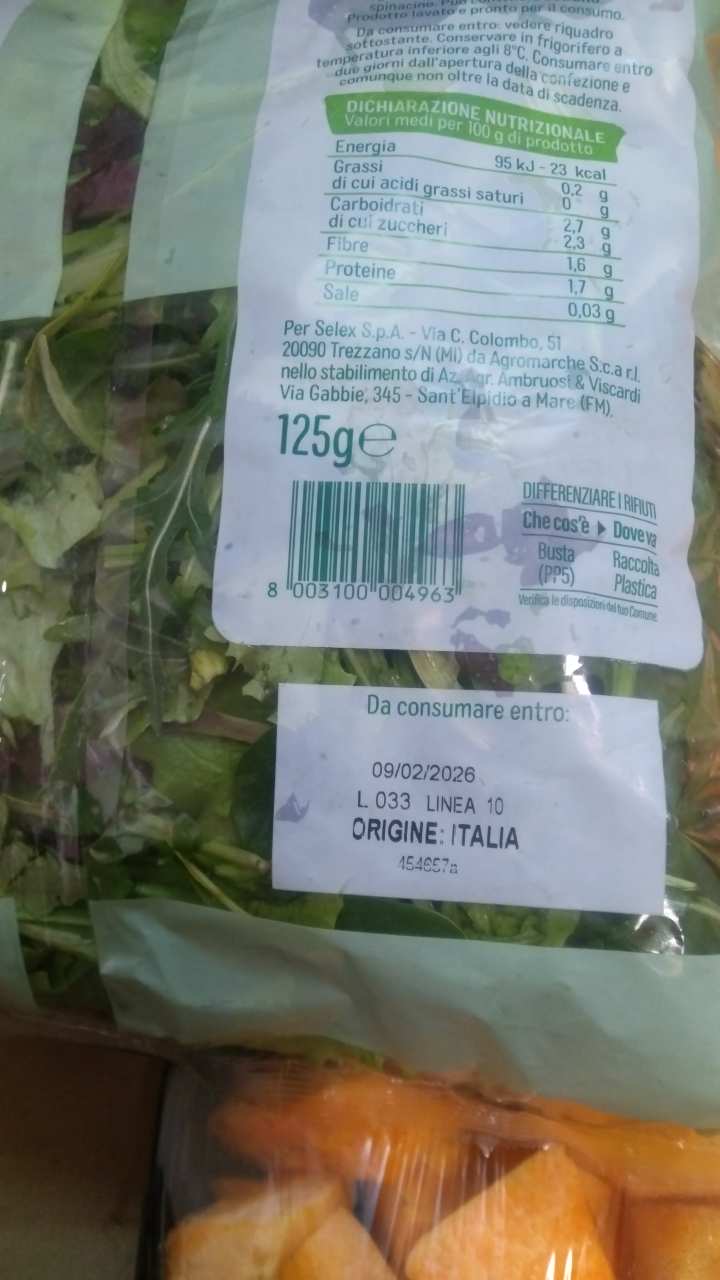 Spinacino. Può
Prodotto lavato e pronto per il consumo.
Da consumare entro: vedere riquadro
sottostante. Conservare in frigorifero a
temperatura inferiore agli 8°C. Consumare entro
due giorni dall'apertura della confezione e
comunque non oltre la data di scadenza.
DICHIARAZIONE NUTRIZIONALE
Valori medi per 100 g di prodotto
Energia 95 kJ - 23 kcal
Grassi 0,2 g
di cui acidi grassi saturi 0 g
Carboidrati 2,7 g
di cui zuccheri 2,3 g
Fibre 1,6 g
Proteine 1,7 g
Sale 0,03 g
Per Selex S.p.A. - Via C. Colombo, 51
20090 Trezzano s/N (MI) da Agromarche S.c.a r.l.
nello stabilimento di Az. Agr. Ambruosi & Viscardi
Via Gabbie, 345 - Sant'Elpidio a Mare (FM).
125g e
DIFFERENZIARE I RIFIUTI
Che cos'è ▶ Dove va
Busta Raccolta
(PP5) Plastica
Verifica le disposizioni del tuo Comune
8 003100 004963
Da consumare entro:
09/02/2026
L 033 LINEA 10
ORIGINE: ITALIA
454657a